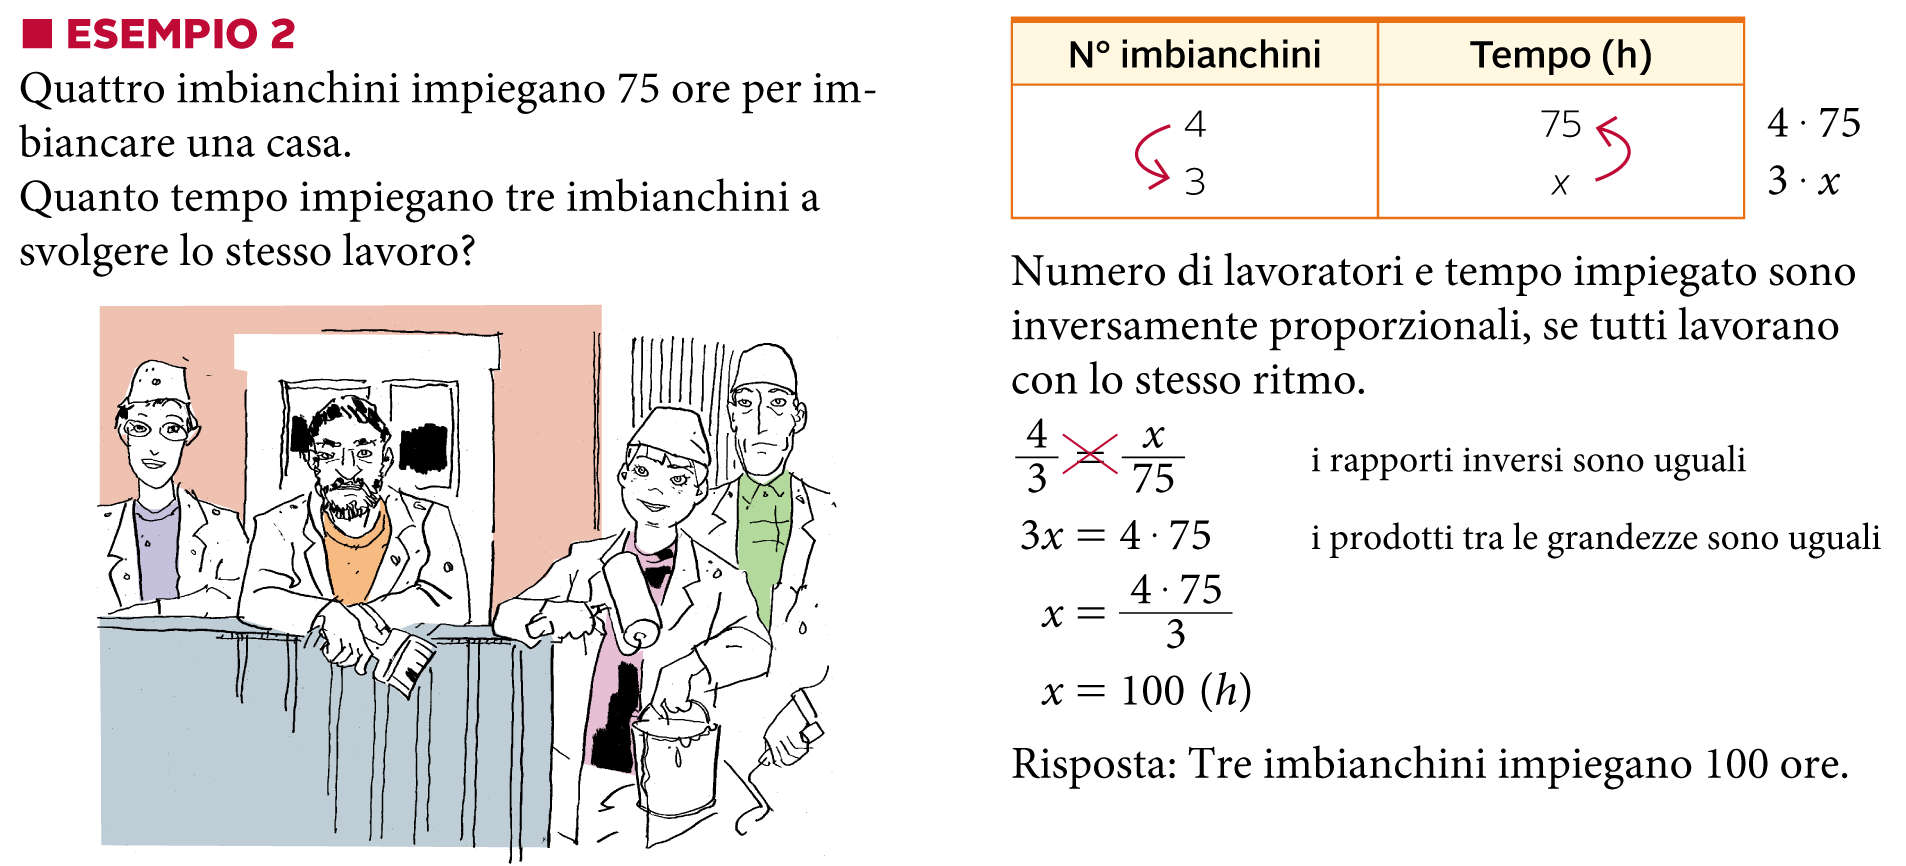 ■ ESEMPIO 2
Quattro imbianchini impiegano 75 ore per im-
biancare una casa.
Quanto tempo impiegano tre imbianchini a
svolgere lo stesso lavoro?
N° imbianchini Tempo (h)
4 75 4 · 75
3 x 3 · x
Numero di lavoratori e tempo impiegato sono
inversamente proporzionali, se tutti lavorano
con lo stesso ritmo.
4/3 = x/75 i rapporti inversi sono uguali
3x = 4 · 75 i prodotti tra le grandezze sono uguali
x = 4 · 75 / 3
x = 100 (h)
Risposta: Tre imbianchini impiegano 100 ore.